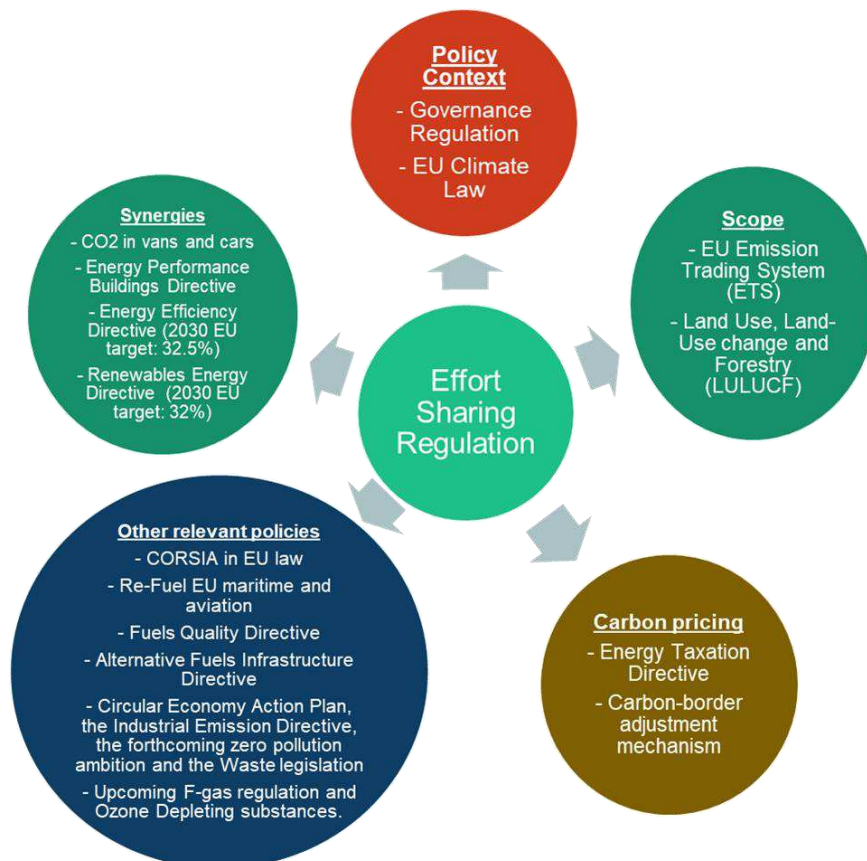 Policy
Context
- Governance
Regulation
- EU Climate
Law
Synergies
- CO2 in vans and cars
- Energy Performance
Buildings Directive
- Energy Efficiency
Directive (2030 EU
target: 32.5%)
- Renewables Energy
Directive (2030 EU
target: 32%)
Scope
- EU Emission
Trading System
(ETS)
- Land Use, Land-
Use change and
Forestry
(LULUCF)
Effort
Sharing
Regulation
Other relevant policies
- CORSIA in EU law
- Re-Fuel EU maritime and
aviation
- Fuels Quality Directive
- Alternative Fuels Infrastructure
Directive
- Circular Economy Action Plan,
the Industrial Emission Directive,
the forthcoming zero pollution
ambition and the Waste legislation
- Upcoming F-gas regulation and
Ozone Depleting substances.
Carbon pricing
- Energy Taxation
Directive
- Carbon-border
adjustment
mechanism